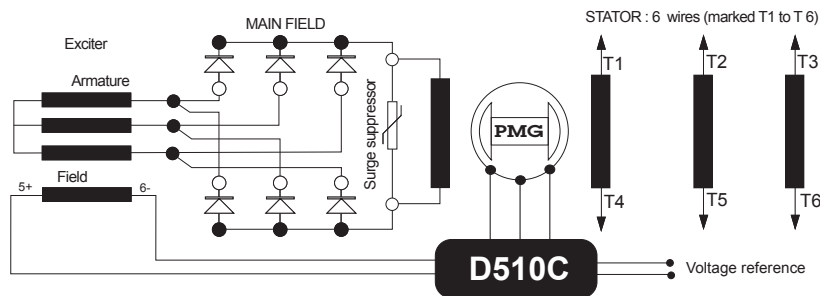 STATOR : 6 wires (marked T1 to T 6)
MAIN FIELD
Exciter
Armature
T1
T2
T3
Surge suppressor
PMG
Field
5+
6-
T4
T5
T6
D510C
Voltage reference